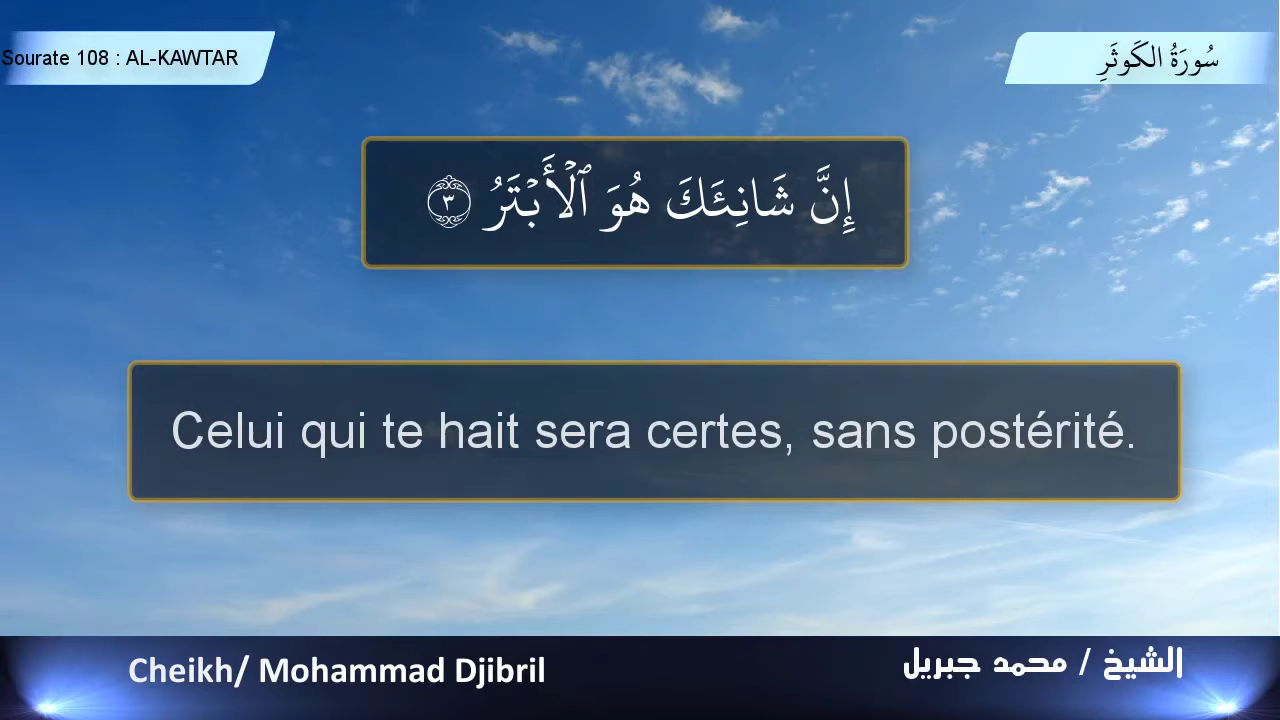 Sourate 108 : AL-KAWTAR
سُورَةُ الكَوثَرِ
إِنَّ شَانِئَكَ هُوَ ٱلْأَبْتَرُ ٣
Celui qui te hait sera certes, sans postérité.
Cheikh/ Mohammad Djibril
الشيخ / محمد جبريل